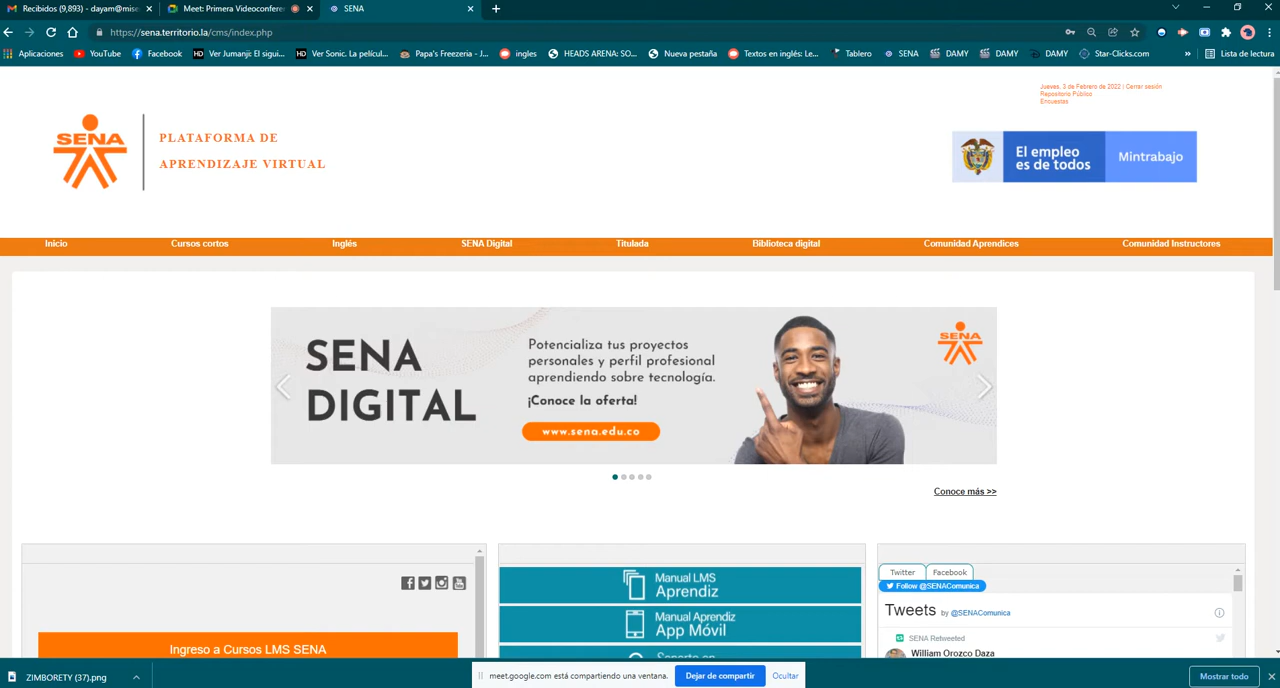 Recibidos (9,893) - dayam@mise
Meet: Primera Videoconferen
SENA
https://sena.territorio.la/cms/index.php
Aplicaciones
YouTube
Facebook
Ver Jumanji: El sigui...
Ver Sonic. La pelícu...
Papa's Freezeria - J...
ingles
HEADS ARENA: SO...
Nueva pestaña
Textos en inglés: Le...
Tablero
SENA
DAMY
DAMY
DAMY
Star-Clicks.com
»
Lista de lectura
Jueves, 3 de Febrero de 2022 | Cerrar sesión
Repositorio Público
Encuestas
SENA
PLATAFORMA DE
APRENDIZAJE VIRTUAL
El empleo
es de todos
Mintrabajo
Inicio
Cursos cortos
Inglés
SENA Digital
Titulada
Biblioteca digital
Comunidad Aprendices
Comunidad Instructores
SENA
DIGITAL
Potencializa tus proyectos
personales y perfil profesional
aprendiendo sobre tecnología.
¡Conoce la oferta!
www.sena.edu.co
SENA
Conoce más >>
Ingreso a Cursos LMS SENA
Manual LMS
Aprendiz
Manual Aprendiz
App Móvil
Soporte en
Twitter
Facebook
Follow @SENAComunica
Tweets by @SENAComunica
SENA Retweeted
William Orozco Daza
ZIMBORETY (37).png
meet.google.com está compartiendo una ventana.
Dejar de compartir
Ocultar
Mostrar todo